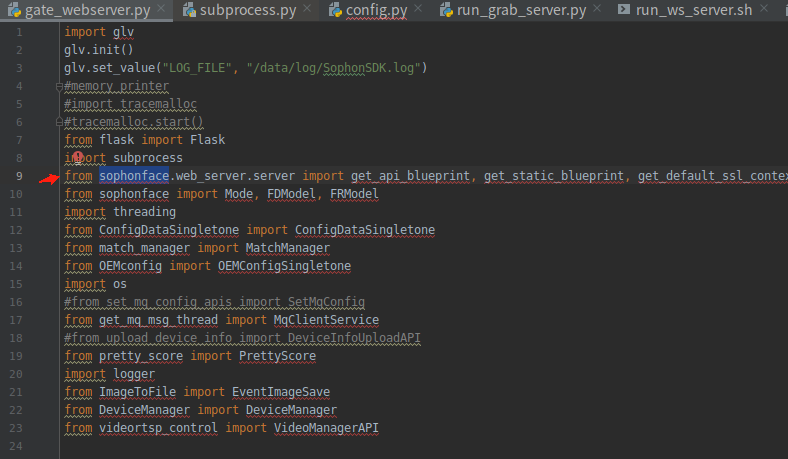 gate_webserver.py subprocess.py config.py run_grab_server.py run_ws_server.sh
1 import glv
2 glv.init()
3 glv.set_value("LOG_FILE", "/data/log/SophonSDK.log")
4 #memory printer
5 #import tracemalloc
6 #tracemalloc.start()
7 from flask import Flask
8 import subprocess
9 from sophonface.web_server.server import get_api_blueprint, get_static_blueprint, get_default_ssl_conte
10 from sophonface import Mode, FDModel, FRModel
11 import threading
12 from ConfigDataSingletone import ConfigDataSingletone
13 from match_manager import MatchManager
14 from OEMconfig import OEMConfigSingletone
15 import os
16 #from set_mq_config_apis import SetMqConfig
17 from get_mq_msg_thread import MqClientService
18 #from upload_device_info import DeviceInfoUploadAPI
19 from pretty_score import PrettyScore
20 import logger
21 from ImageToFile import EventImageSave
22 from DeviceManager import DeviceManager
23 from videortsp_control import VideoManagerAPI
24